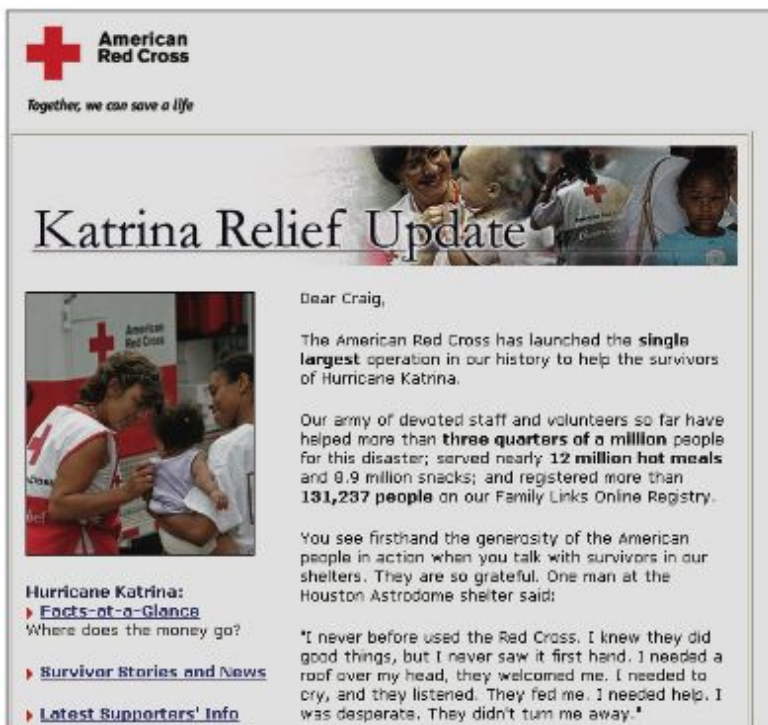 American
Red Cross
Together, we can save a life
Katrina Relief Update
American
Red Cross
Hurricane Katrina:
Facts-at-a-Glance
Where does the money go?
Survivor Stories and News
Latest Supporters' Info
Dear Craig,
The American Red Cross has launched the single
largest operation in our history to help the survivors
of Hurricane Katrina.
Our army of devoted staff and volunteers so far have
helped more than three quarters of a million people
for this disaster; served nearly 12 million hot meals
and 8.9 million snacks; and registered more than
131,237 people on our Family Links Online Registry.
You see firsthand the generosity of the American
people in action when you talk with survivors in our
shelters. They are so grateful. One man at the
Houston Astrodome shelter said:
"I never before used the Red Cross. I knew they did
good things, but I never saw it first hand. I needed a
roof over my head, they welcomed me. I needed to
cry, and they listened. They fed me. I needed help. I
was desperate. They didn't turn me away."